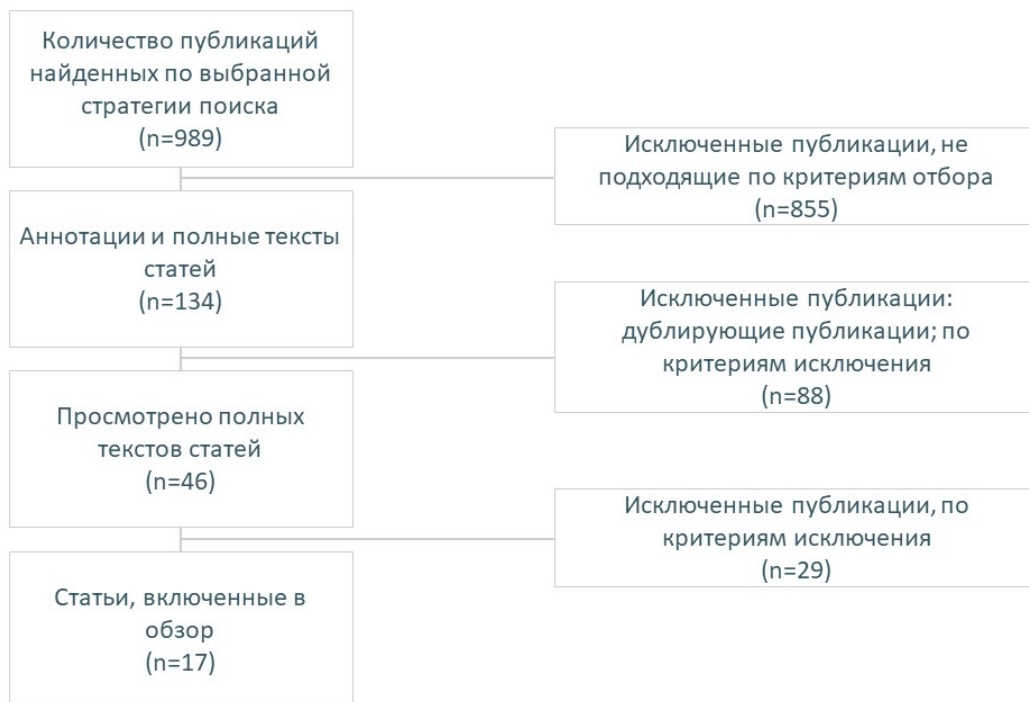 Количество публикаций
найденных по выбранной
стратегии поиска
(n=989)
Исключенные публикации, не
подходящие по критериям отбора
(n=855)
Аннотации и полные тексты
статей
(n=134)
Исключенные публикации:
дублирующие публикации; по
критериям исключения
(n=88)
Просмотрено полных
текстов статей
(n=46)
Исключенные публикации, по
критериям исключения
(n=29)
Статьи, включенные в
обзор
(n=17)